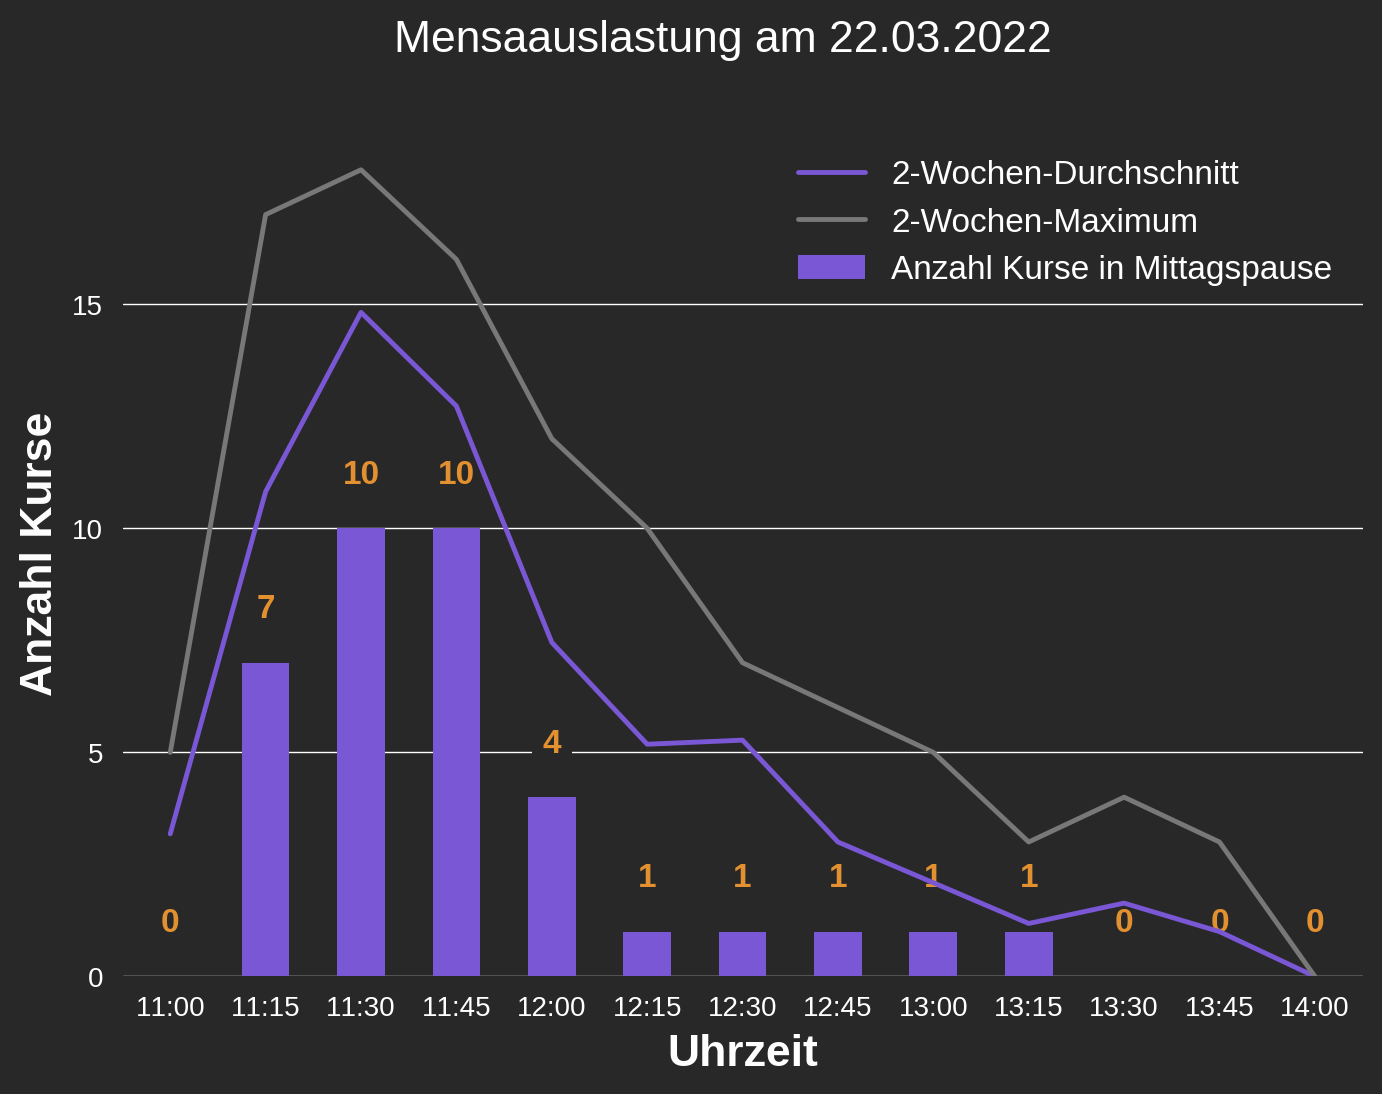 Mensaauslastung am 22.03.2022
2-Wochen-Durchschnitt
2-Wochen-Maximum
Anzahl Kurse in Mittagspause
Anzahl Kurse
15
10
5
0
0
7
10
10
4
1
1
1
1
1
0
0
0
11:00 11:15 11:30 11:45 12:00 12:15 12:30 12:45 13:00 13:15 13:30 13:45 14:00
Uhrzeit